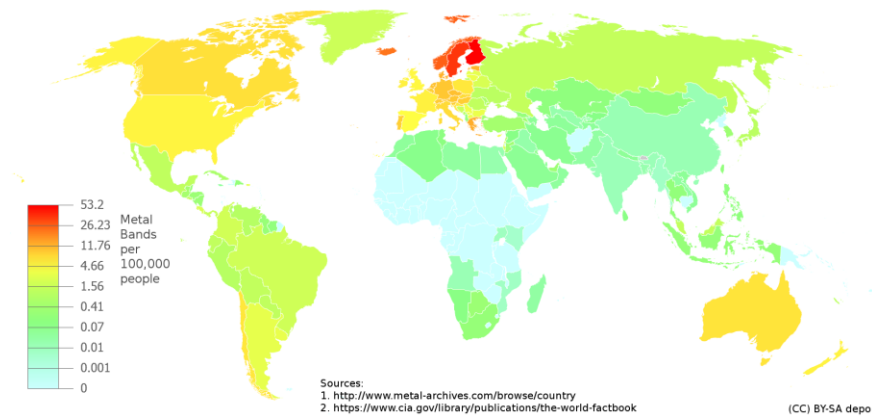 53.2
26.23
11.76
4.66
1.56
0.41
0.07
0.01
0.001
0
Metal
Bands
per
100,000
people
Sources:
1. http://www.metal-archives.com/browse/country
2. https://www.cia.gov/library/publications/the-world-factbook
(CC) BY-SA depo